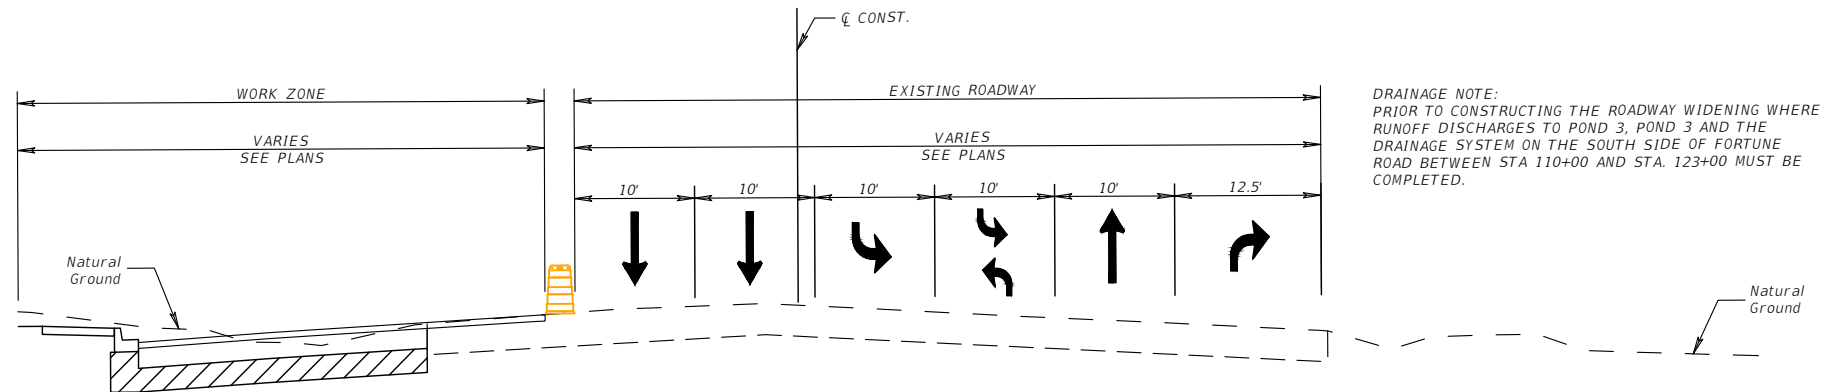 ℄ CONST.
WORK ZONE
EXISTING ROADWAY
DRAINAGE NOTE:
PRIOR TO CONSTRUCTING THE ROADWAY WIDENING WHERE
RUNOFF DISCHARGES TO POND 3, POND 3 AND THE
DRAINAGE SYSTEM ON THE SOUTH SIDE OF FORTUNE
ROAD BETWEEN STA 110+00 AND STA. 123+00 MUST BE
COMPLETED.
VARIES
SEE PLANS
VARIES
SEE PLANS
10'
10'
10'
10'
10'
12.5'
Natural
Ground
Natural
Ground